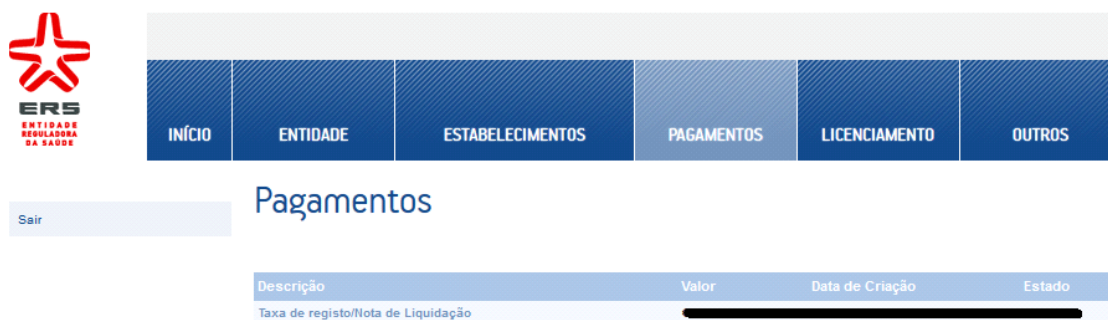 ERS
ENTIDADE
REGULADORA
DA SAÚDE
INÍCIO
ENTIDADE
ESTABELECIMENTOS
PAGAMENTOS
LICENCIAMENTO
OUTROS
Sair
Pagamentos
Descrição Valor Data de Criação Estado
Taxa de registo/Nota de Liquidação